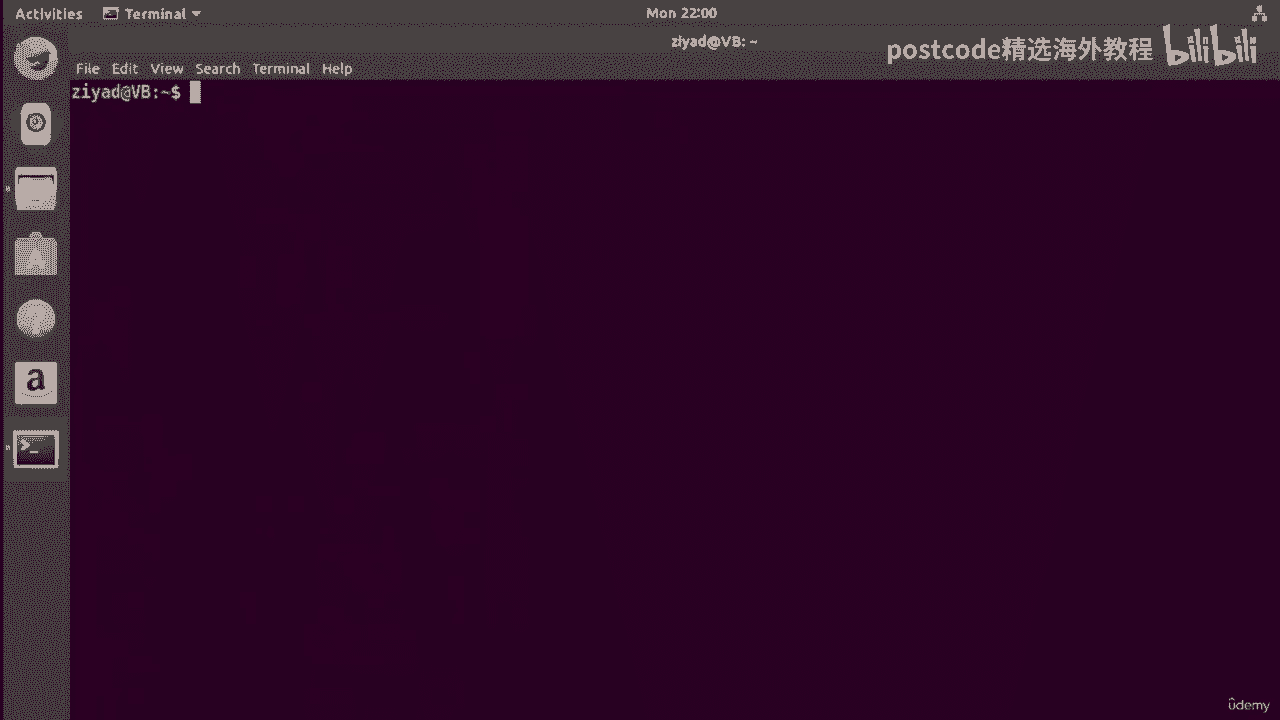 Activities Terminal Mon 22:00
ziyad@VB: ~
postcode精选海外教程 bilibili
File Edit View Search Terminal Help
ziyad@VB:~$
a
>_
ûdemy